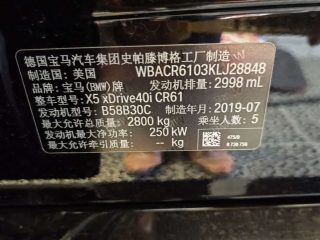 德国宝马汽车集团史帕滕博格工厂制造
制造国：美国 WBACR6103KLJ28848
品牌：宝马(BMW)牌 发动机排量：2998 mL
整车型号：X5 xDrive40i CR61
发动机型号：B58B30C 制造年月：2019-07
最大允许总质量：2800 kg 乘坐人数：5
发动机最大净功率：250 kW
最大允许牵引质量：-- kg